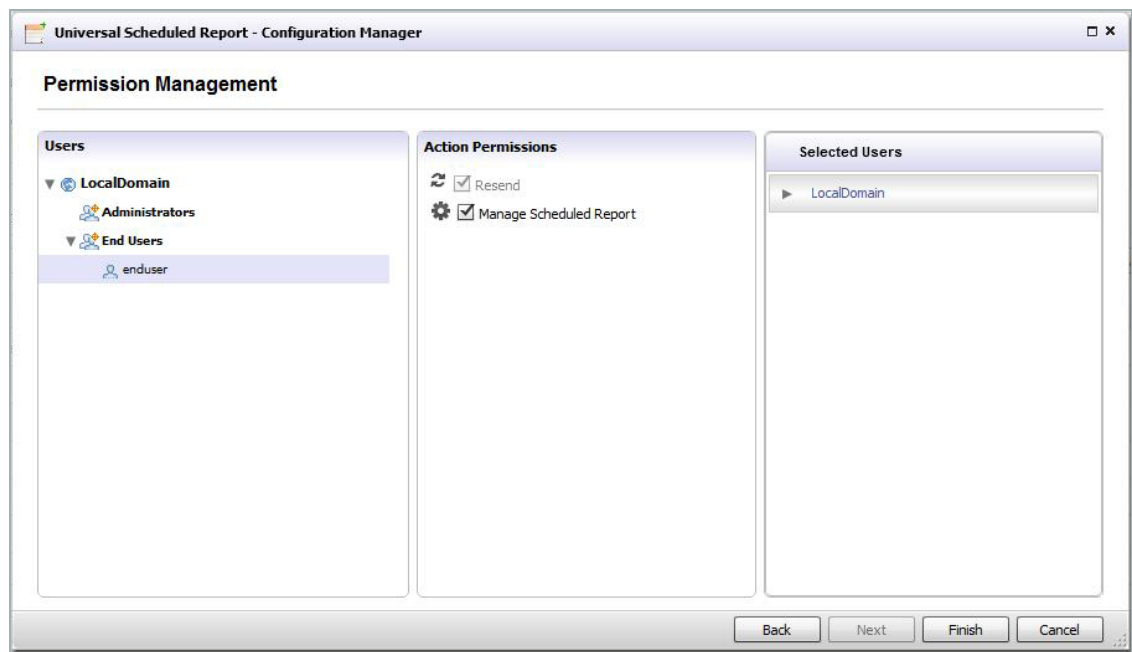 Universal Scheduled Report - Configuration Manager
Permission Management
Users
LocalDomain
Administrators
End Users
enduser
Action Permissions
Resend
Manage Scheduled Report
Selected Users
LocalDomain
Back
Next
Finish
Cancel